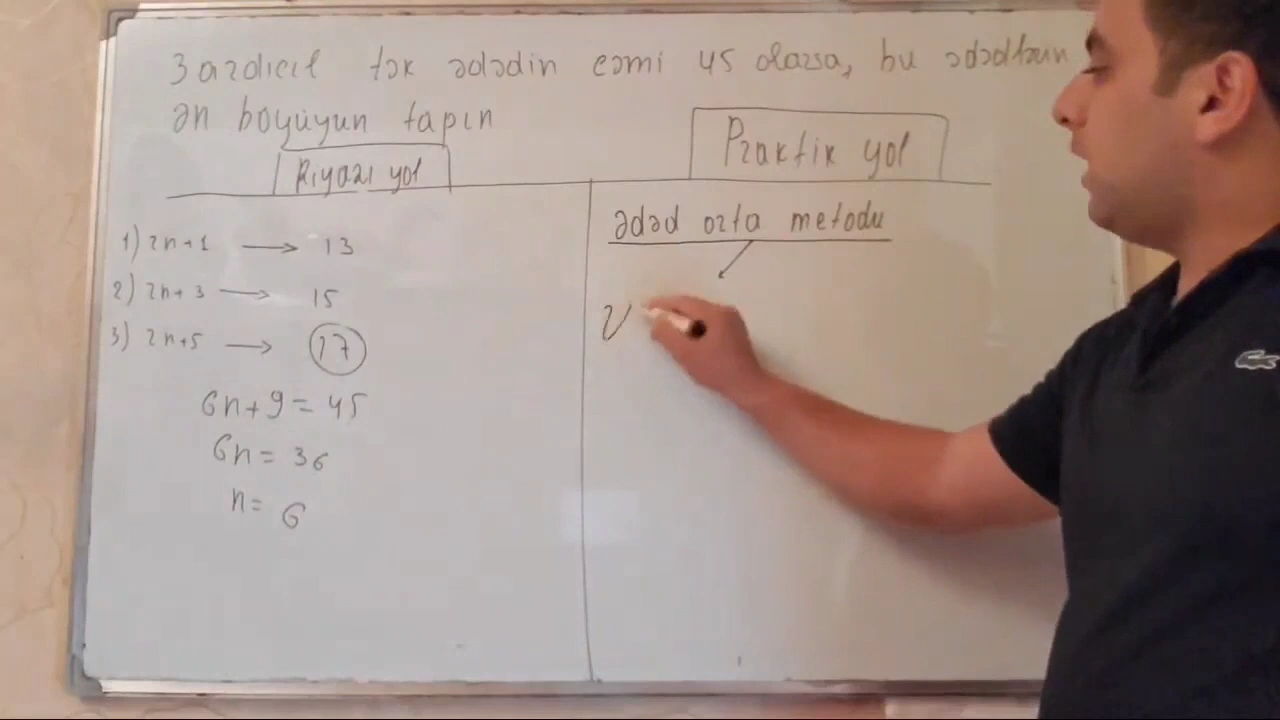 3 ardıcıl tək ədədin cəmi 45 olarsa, bu ədədlərin
ən böyüyün tapın
Riyazi yol
1) 2n+1 → 13
2) 2n+3 → 15
3) 2n+5 → 17
6n+9=45
6n=36
n=6
Praktik yol
ədəd orta metodu